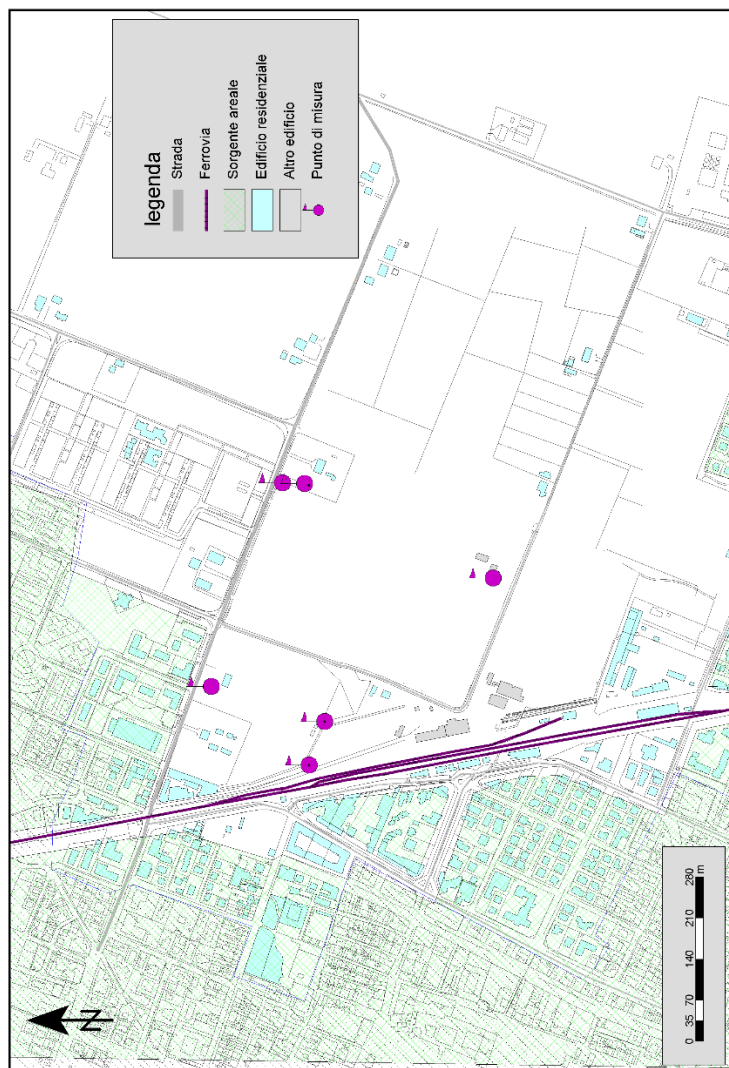 legenda
Strada
Ferrovia
Sorgente areale
Edificio residenziale
Altro edificio
Punto di misura
N
0 35 70 140 210 280
m